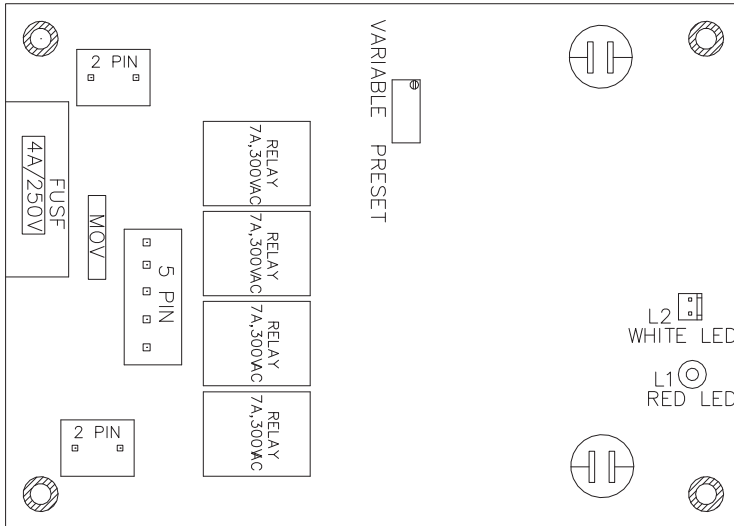 2 PIN
VARIABLE PRESET
FUSF
4A/250V
MOV
5 PIN
RELAY
7A,300VAC
RELAY
7A,300VAC
RELAY
7A,300VAC
RELAY
7A,300VAC
2 PIN
L2
WHITE LED
L1
RED LED